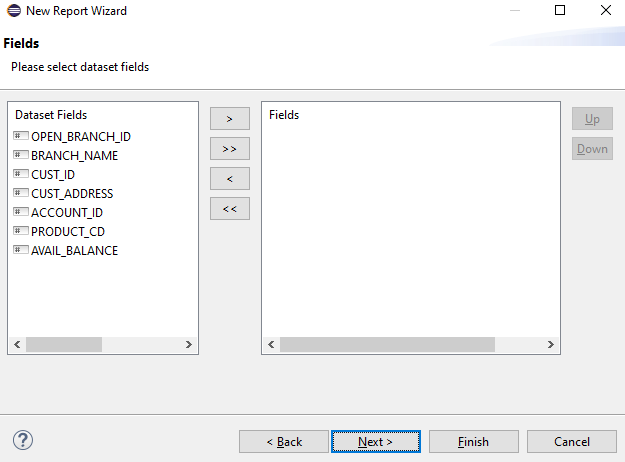 New Report Wizard
Fields
Please select dataset fields
Dataset Fields
OPEN_BRANCH_ID
BRANCH_NAME
CUST_ID
CUST_ADDRESS
ACCOUNT_ID
PRODUCT_CD
AVAIL_BALANCE
>
>>
<
<<
Fields
Up
Down
?
< Back
Next >
Finish
Cancel